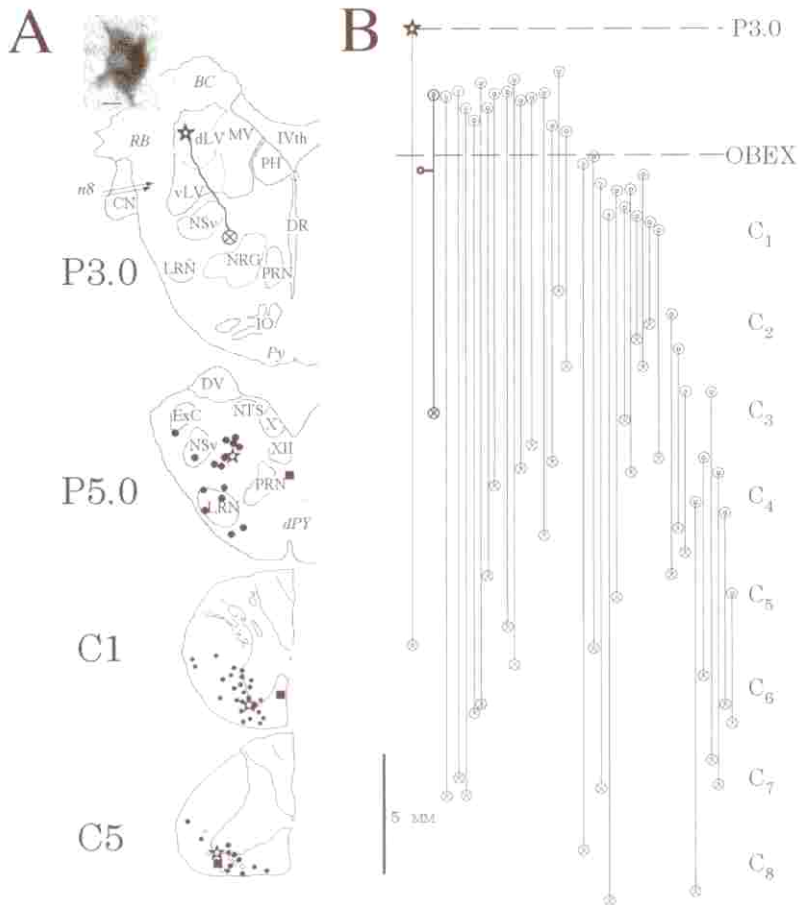 A
BC
RB
dLV
MV
IVth
PH
n8
CN
vLV
NSv
DR
LRN
NRG
PRN
P3.0
IO
Py
DV
ExC
NTS
X
NSv
XII
PRN
P5.0
LRN
dPY
C1
C5
B
P3.0
OBEX
C1
C2
C3
C4
C5
C6
C7
C8
5 MM